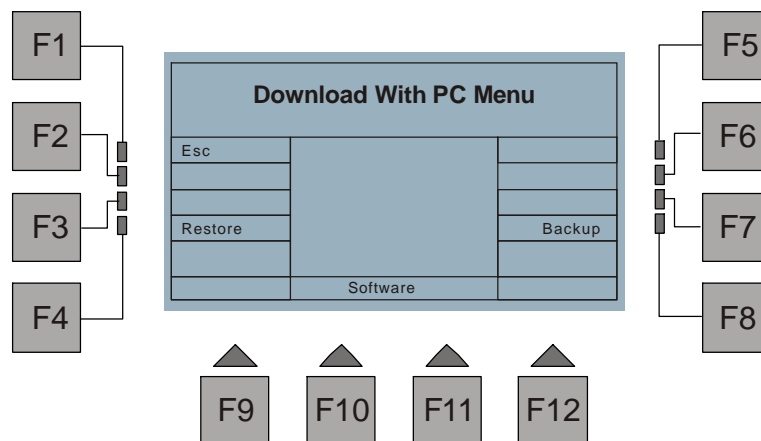 F1
F5
Download With PC Menu
F2
F6
Esc
F3
F7
Restore
Backup
F4
F8
Software
F9
F10
F11
F12